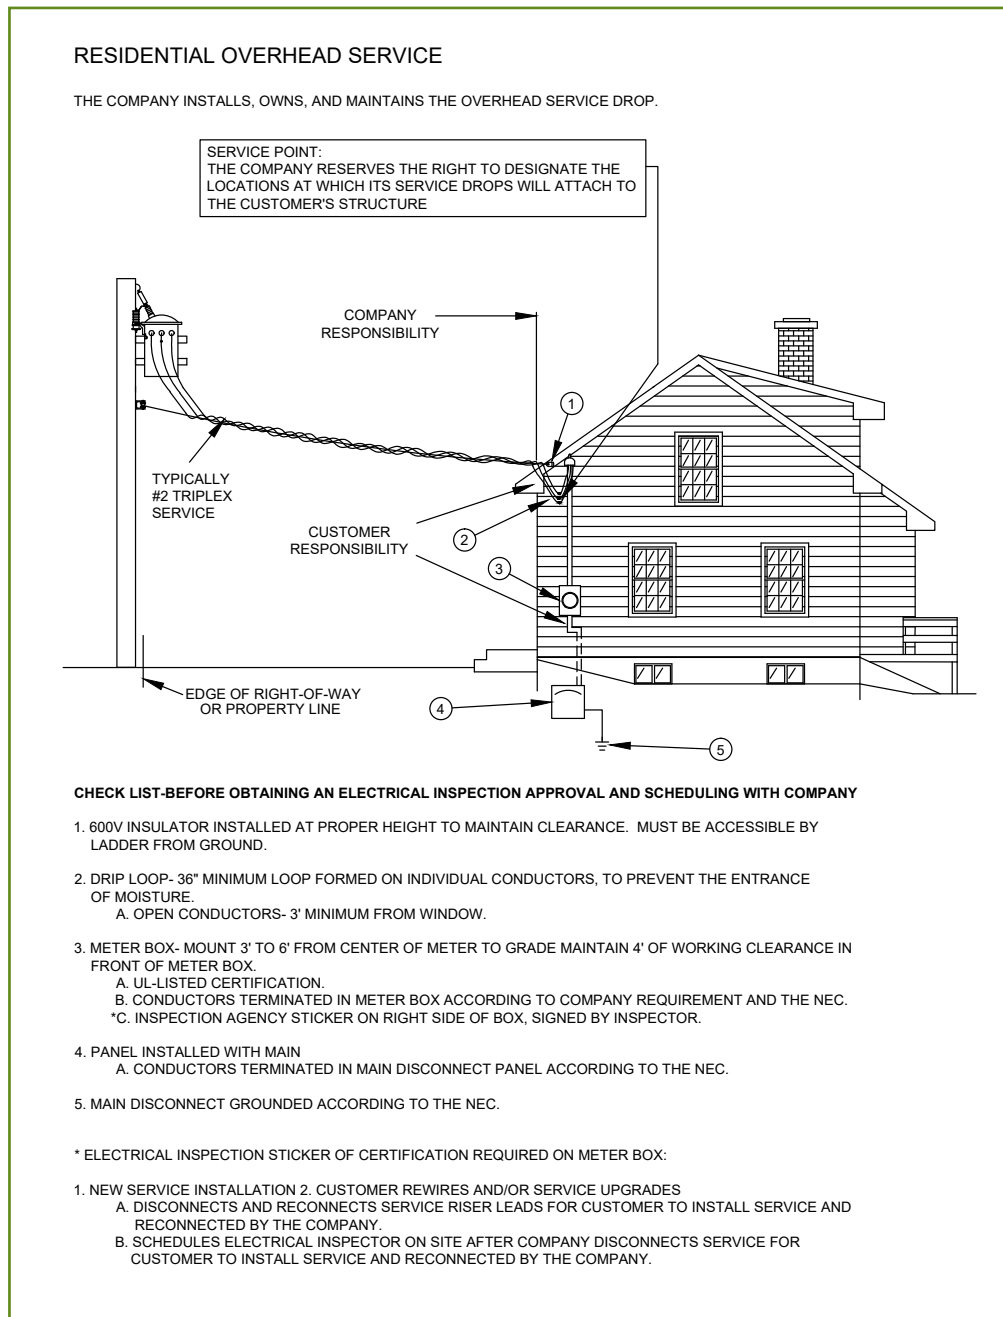 RESIDENTIAL OVERHEAD SERVICE
THE COMPANY INSTALLS, OWNS, AND MAINTAINS THE OVERHEAD SERVICE DROP.
SERVICE POINT:
THE COMPANY RESERVES THE RIGHT TO DESIGNATE THE
LOCATIONS AT WHICH ITS SERVICE DROPS WILL ATTACH TO
THE CUSTOMER'S STRUCTURE
COMPANY
RESPONSIBILITY
1
TYPICALLY
#2 TRIPLEX
SERVICE
CUSTOMER
RESPONSIBILITY
2
3
EDGE OF RIGHT-OF-WAY
OR PROPERTY LINE
4
5
CHECK LIST-BEFORE OBTAINING AN ELECTRICAL INSPECTION APPROVAL AND SCHEDULING WITH COMPANY
1. 600V INSULATOR INSTALLED AT PROPER HEIGHT TO MAINTAIN CLEARANCE.  MUST BE ACCESSIBLE BY
LADDER FROM GROUND.
2. DRIP LOOP- 36" MINIMUM LOOP FORMED ON INDIVIDUAL CONDUCTORS, TO PREVENT THE ENTRANCE
OF MOISTURE.
A. OPEN CONDUCTORS- 3' MINIMUM FROM WINDOW.
3. METER BOX- MOUNT 3' TO 6' FROM CENTER OF METER TO GRADE MAINTAIN 4' OF WORKING CLEARANCE IN
FRONT OF METER BOX.
A. UL-LISTED CERTIFICATION.
B. CONDUCTORS TERMINATED IN METER BOX ACCORDING TO COMPANY REQUIREMENT AND THE NEC.
*C. INSPECTION AGENCY STICKER ON RIGHT SIDE OF BOX, SIGNED BY INSPECTOR.
4. PANEL INSTALLED WITH MAIN
A. CONDUCTORS TERMINATED IN MAIN DISCONNECT PANEL ACCORDING TO THE NEC.
5. MAIN DISCONNECT GROUNDED ACCORDING TO THE NEC.
* ELECTRICAL INSPECTION STICKER OF CERTIFICATION REQUIRED ON METER BOX:
1. NEW SERVICE INSTALLATION 2. CUSTOMER REWIRES AND/OR SERVICE UPGRADES
A. DISCONNECTS AND RECONNECTS SERVICE RISER LEADS FOR CUSTOMER TO INSTALL SERVICE AND
RECONNECTED BY THE COMPANY.
B. SCHEDULES ELECTRICAL INSPECTOR ON SITE AFTER COMPANY DISCONNECTS SERVICE FOR
CUSTOMER TO INSTALL SERVICE AND RECONNECTED BY THE COMPANY.